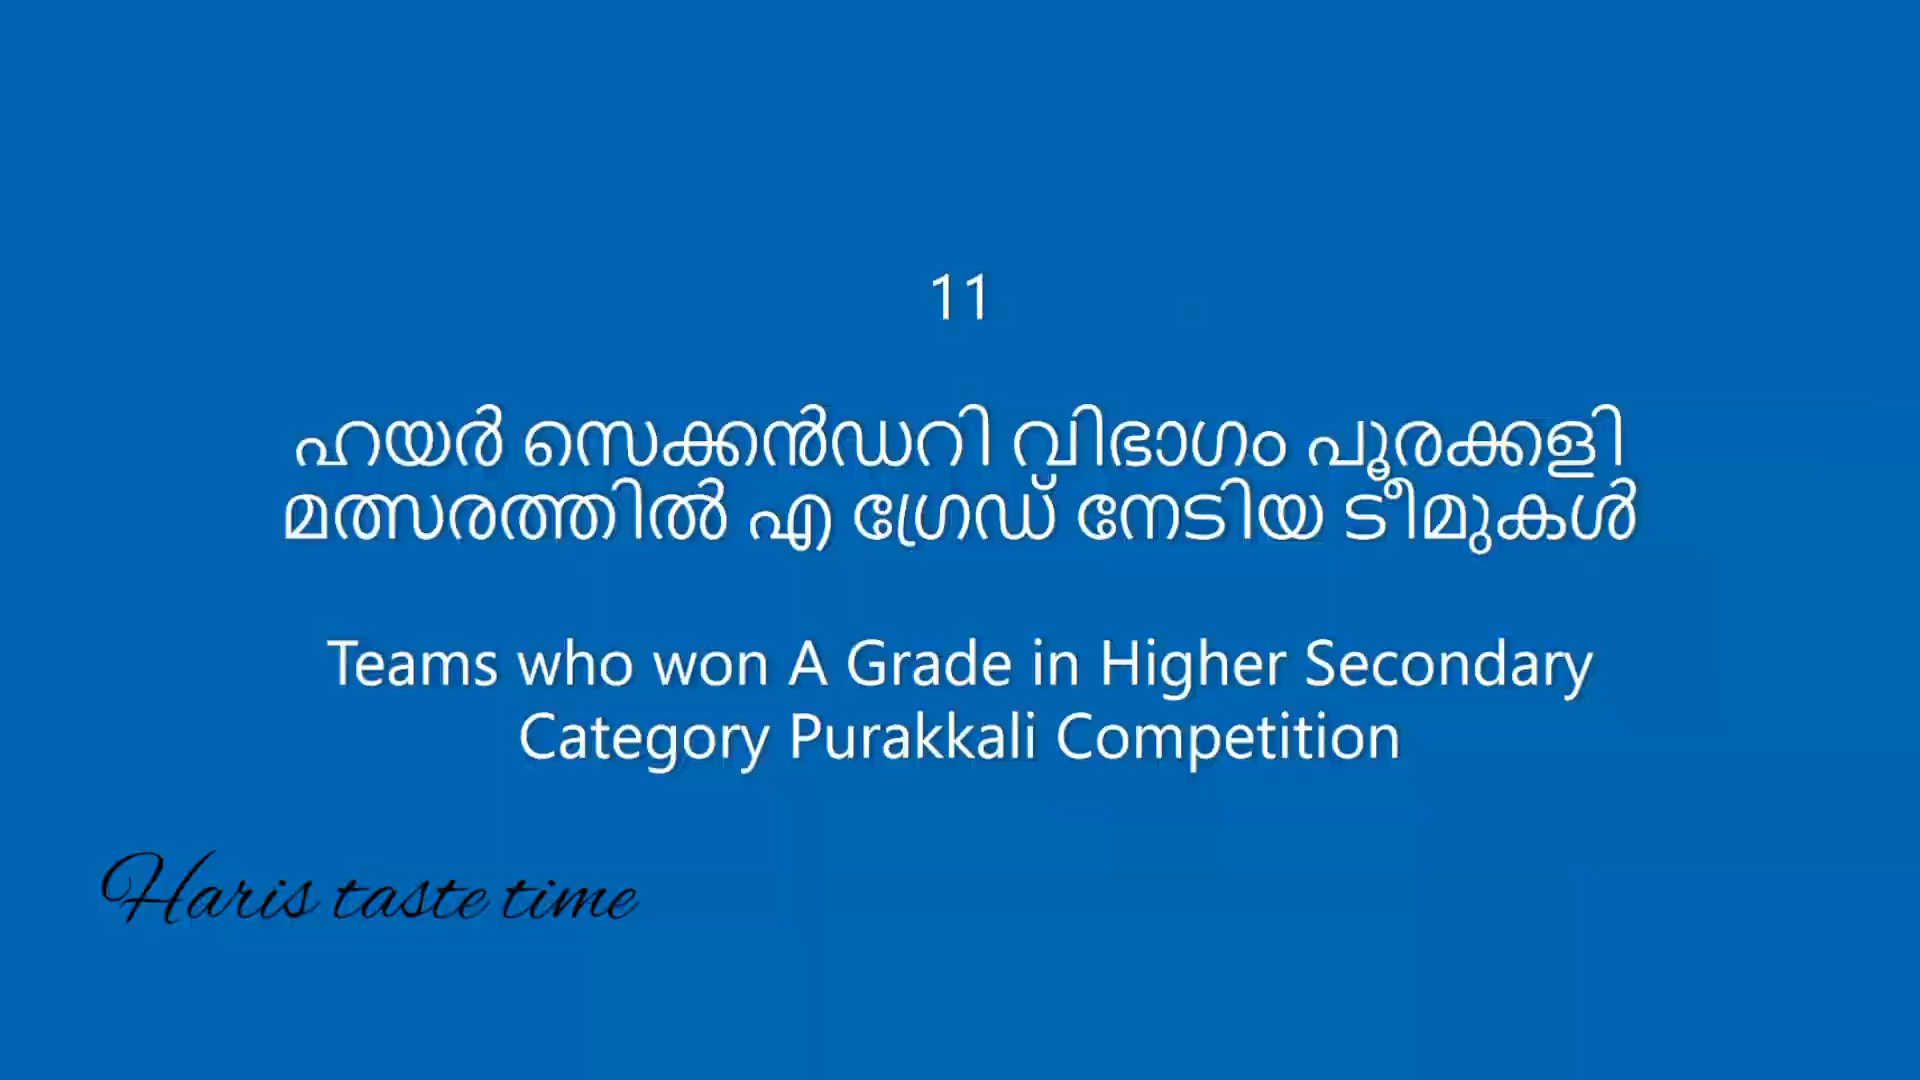 11
ഹയർ സെക്കൻഡറി വിഭാഗം പൂരക്കളി
മത്സരത്തിൽ എ ഗ്രേഡ് നേടിയ ടീമുകൾ
Teams who won A Grade in Higher Secondary
Category Purakkali Competition
Haris taste time